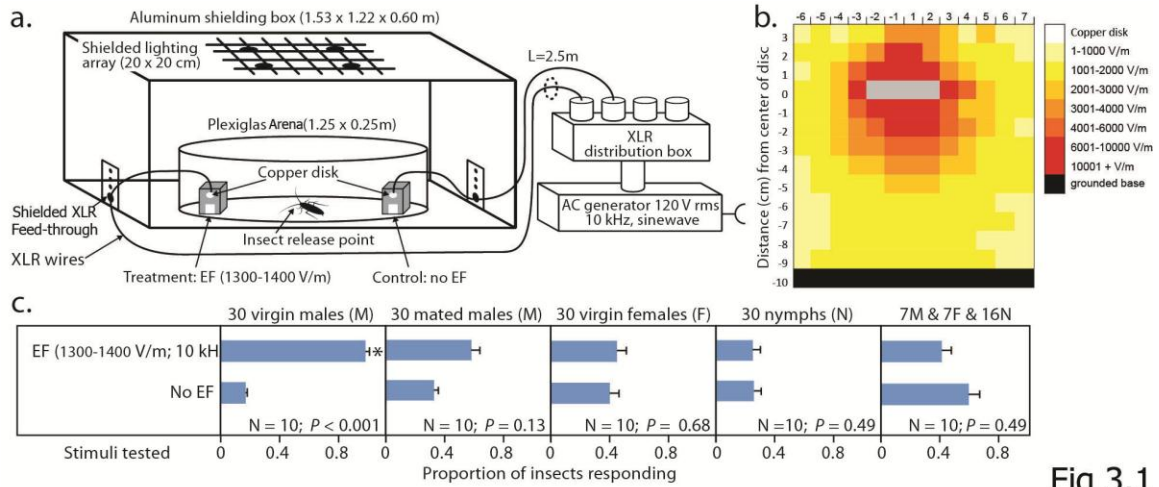 a.
Aluminum shielding box (1.53 x 1.22 x 0.60 m)
Shielded lighting
array (20 x 20 cm)
L=2.5m
Plexiglas Arena(1.25 x 0.25m)
Copper disk
XLR
distribution box
AC generator 120 V rms
10 kHz, sinewave
Shielded XLR
Feed-through
Insect release point
XLR wires
Treatment: EF (1300-1400 V/m)
Control: no EF
b.
-6 -5 -4 -3 -2 -1 1 2 3 4 5 6 7
Distance (cm) from center of disc
3
2
1
0
-1
-2
-3
-4
-5
-6
-7
-8
-9
-10
Copper disk
1-1000 V/m
1001-2000 V/m
2001-3000 V/m
3001-4000 V/m
4001-6000 V/m
6001-10000 V/m
10001 + V/m
grounded base
c.
30 virgin males (M) 30 mated males (M) 30 virgin females (F) 30 nymphs (N) 7M & 7F & 16N
EF (1300-1400 V/m; 10 kH *
No EF
N = 10; P < 0.001 N = 10; P = 0.13 N = 10; P = 0.68 N =10; P = 0.49 N = 10; P = 0.49
Stimuli tested 0 0.4 0.8 0 0.4 0.8 0 0.4 0.8 0 0.4 0.8 0 0.4 0.8
Proportion of insects responding
Fig 3.1